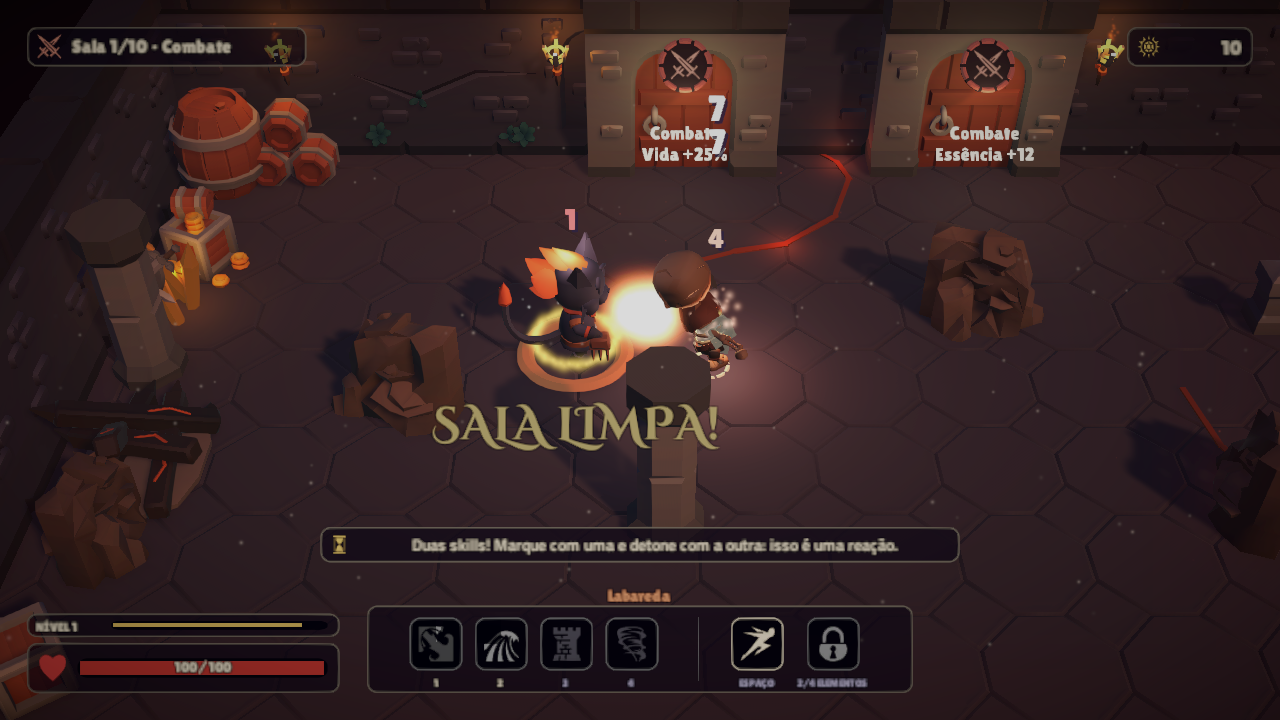 Sala 1/10 · Combate
10
7
7
Combate
Vida +25%
Combate
Essência +12
1
4
SALA LIMPA!
Duas skills! Marque com uma e detone com a outra: isso é uma reação.
Labareda
NÍVEL 1
100/100
1
2
3
4
ESPAÇO
2/4 ELEMENTOS